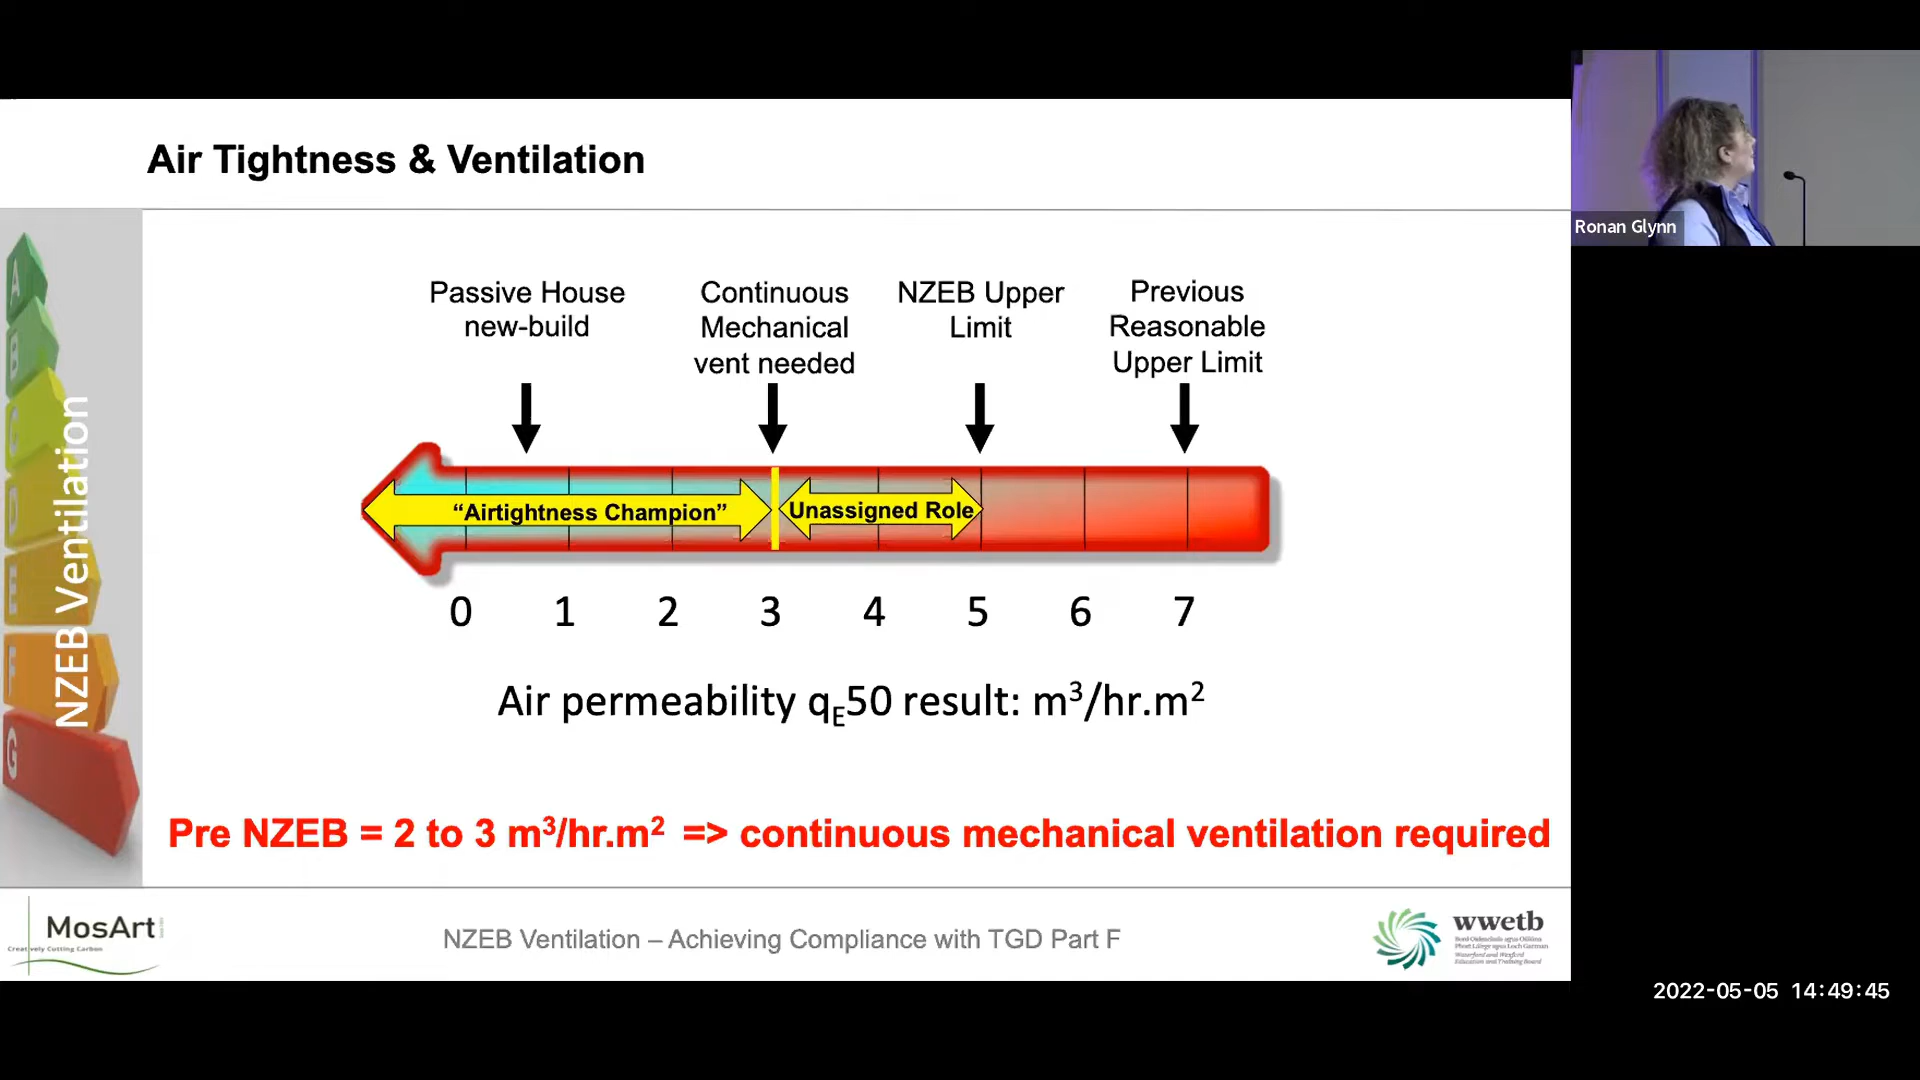 Air Tightness & Ventilation
Ronan Glynn
A
B
C
D
E
F
G
NZEB Ventilation
Passive House
new-build
Continuous
Mechanical
vent needed
NZEB Upper
Limit
Previous
Reasonable
Upper Limit
“Airtightness Champion”
Unassigned Role
0 1 2 3 4 5 6 7
Air permeability qE50 result: m³/hr.m²
Pre NZEB = 2 to 3 m³/hr.m² => continuous mechanical ventilation required
MosArt
Creatively Cutting Carbon
NZEB Ventilation – Achieving Compliance with TGD Part F
wwetb
Bord Oideachais agus Oiliúna
Phort Láirge agus Loch Garman
Waterford and Wexford
Education and Training Board
2022-05-05 14:49:45